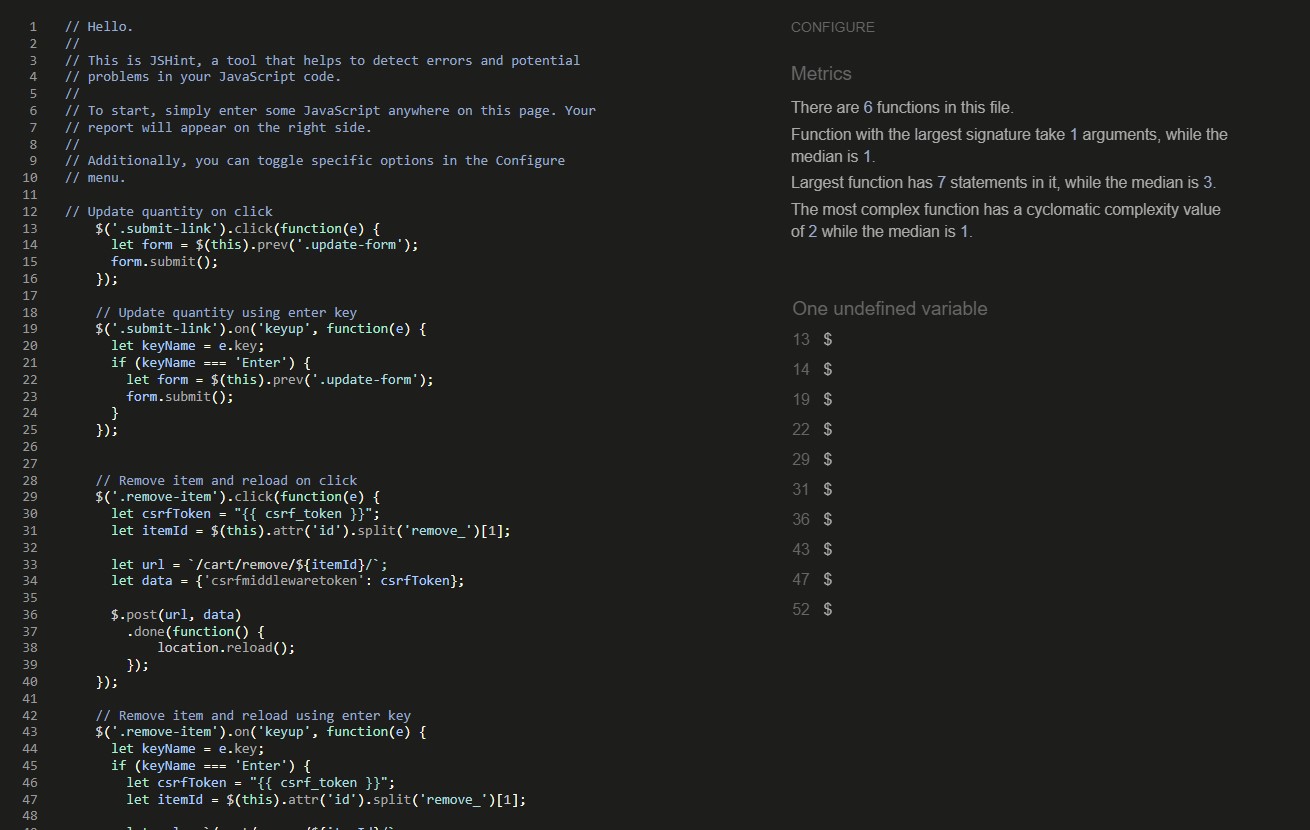 1 // Hello.
2 //
3 // This is JSHint, a tool that helps to detect errors and potential
4 // problems in your JavaScript code.
5 //
6 // To start, simply enter some JavaScript anywhere on this page. Your
7 // report will appear on the right side.
8 //
9 // Additionally, you can toggle specific options in the Configure
10 // menu.
11
12 // Update quantity on click
13 $('.submit-link').click(function(e) {
14 let form = $(this).prev('.update-form');
15 form.submit();
16 });
17
18 // Update quantity using enter key
19 $('.submit-link').on('keyup', function(e) {
20 let keyName = e.key;
21 if (keyName === 'Enter') {
22 let form = $(this).prev('.update-form');
23 form.submit();
24 }
25 });
26
27
28 // Remove item and reload on click
29 $('.remove-item').click(function(e) {
30 let csrfToken = "{{ csrf_token }}";
31 let itemId = $(this).attr('id').split('remove_')[1];
32
33 let url = `/cart/remove/${itemId}/`;
34 let data = {'csrfmiddlewaretoken': csrfToken};
35
36 $.post(url, data)
37 .done(function() {
38 location.reload();
39 });
40 });
41
42 // Remove item and reload using enter key
43 $('.remove-item').on('keyup', function(e) {
44 let keyName = e.key;
45 if (keyName === 'Enter') {
46 let csrfToken = "{{ csrf_token }}";
47 let itemId = $(this).attr('id').split('remove_')[1];
48
CONFIGURE
Metrics
There are 6 functions in this file.
Function with the largest signature take 1 arguments, while the
median is 1.
Largest function has 7 statements in it, while the median is 3.
The most complex function has a cyclomatic complexity value
of 2 while the median is 1.
One undefined variable
13 $
14 $
19 $
22 $
29 $
31 $
36 $
43 $
47 $
52 $